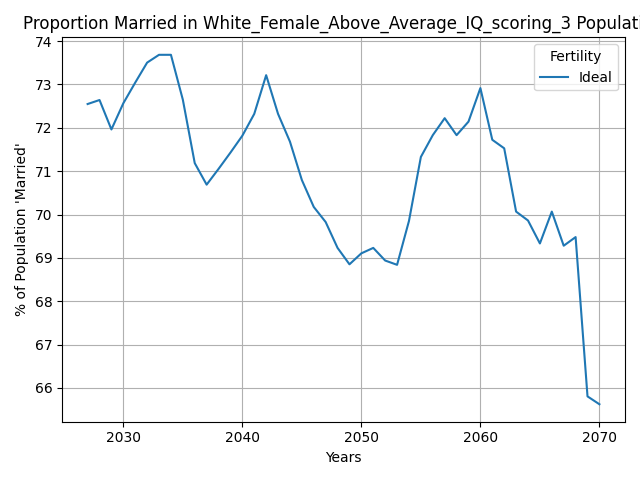 Proportion Married in White_Female_Above_Average_IQ_scoring_3 Populati
74
73
72
71
70
69
68
67
66
% of Population 'Married'
Fertility
Ideal
2030 2040 2050 2060 2070
Years